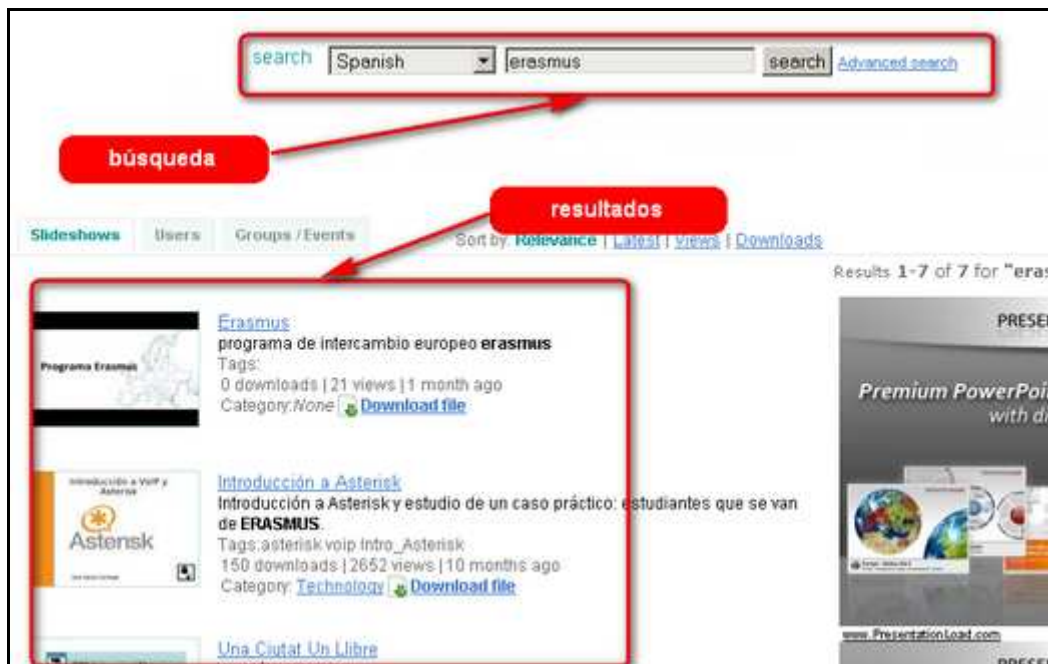 search Spanish erasmus search Advanced search
búsqueda
resultados
Slideshows Users Groups / Events Sort by: Relevance | Latest | Views | Downloads
Results 1-7 of 7 for "eras
Erasmus
programa de intercambio europeo erasmus
Tags:
0 downloads | 21 views | 1 month ago
Category: None Download file
Programa Erasmus
Introducción a Asterisk
Introducción a Asterisk y estudio de un caso práctico: estudiantes que se van
de ERASMUS.
Tags: asterisk voip Intro_Asterisk
150 downloads | 2652 views | 10 months ago
Category: Technology Download file
Introducción a VoIP y
Asterisk
Asterisk
Una Ciutat Un Llibre
PRESE
Premium PowerPoi
with di
www.PresentationLoad.com
PRESE